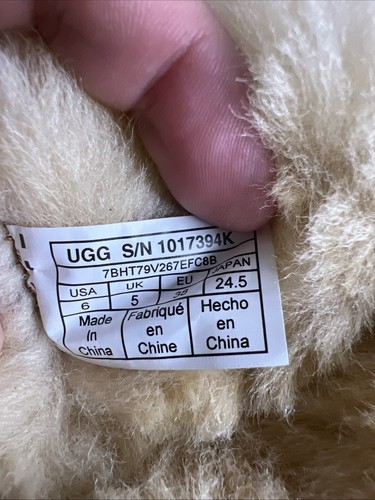 UGG S/N 1017394K
7BHT79V267EFC8B
USA UK EU JAPAN
6 5 38 24.5
Made in China Fabriqué en Chine Hecho en China